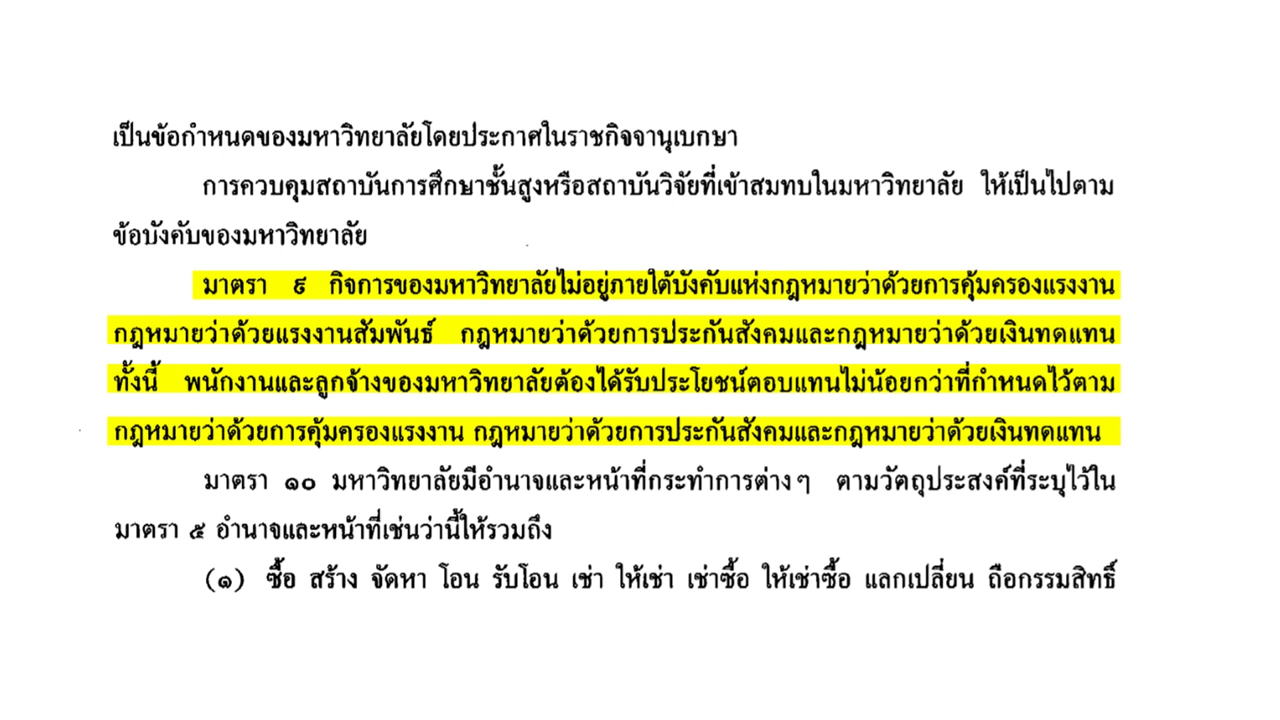 เป็นข้อกำหนดของมหาวิทยาลัยโดยประกาศในราชกิจจานุเบกษา
การควบคุมสถาบันการศึกษาชั้นสูงหรือสถาบันวิจัยที่เข้าสมทบในมหาวิทยาลัย ให้เป็นไปตาม
ข้อบังคับของมหาวิทยาลัย
มาตรา ๙ กิจการของมหาวิทยาลัยไม่อยู่ภายใต้บังคับแห่งกฎหมายว่าด้วยการคุ้มครองแรงงาน
กฎหมายว่าด้วยแรงงานสัมพันธ์ กฎหมายว่าด้วยการประกันสังคมและกฎหมายว่าด้วยเงินทดแทน
ทั้งนี้ พนักงานและลูกจ้างของมหาวิทยาลัยต้องได้รับประโยชน์ตอบแทนไม่น้อยกว่าที่กำหนดไว้ตาม
กฎหมายว่าด้วยการคุ้มครองแรงงาน กฎหมายว่าด้วยการประกันสังคมและกฎหมายว่าด้วยเงินทดแทน
มาตรา ๑๐ มหาวิทยาลัยมีอำนาจและหน้าที่กระทำการต่างๆ ตามวัตถุประสงค์ที่ระบุไว้ใน
มาตรา ๕ อำนาจและหน้าที่เช่นว่านี้ให้รวมถึง
(๑) ซื้อ สร้าง จัดหา โอน รับโอน เช่า ให้เช่า เช่าซื้อ ให้เช่าซื้อ แลกเปลี่ยน ถือกรรมสิทธิ์